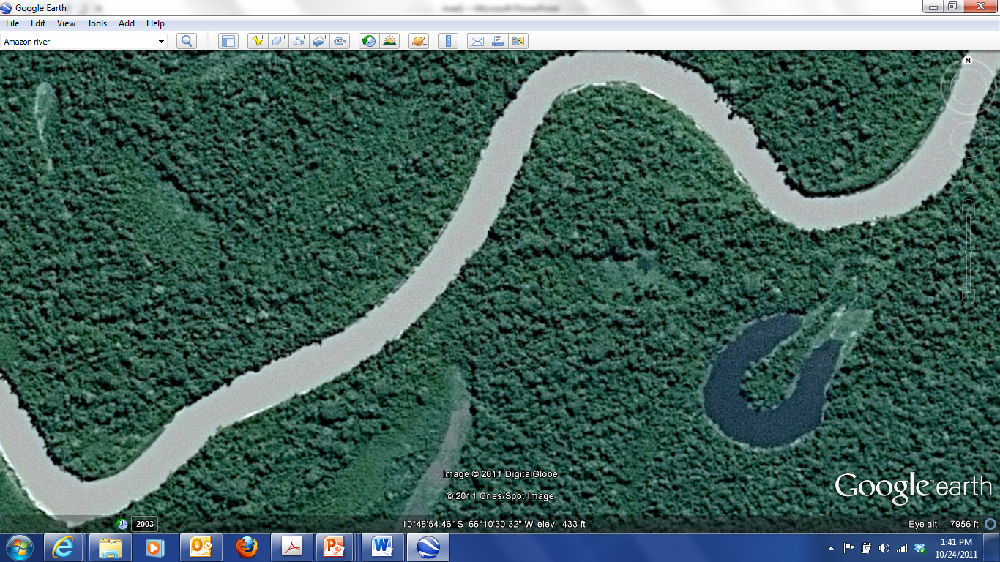 Google Earth
File Edit View Tools Add Help
Amazon river
N
Image © 2011 DigitalGlobe
© 2011 Cnes/Spot Image
Google earth
2003
10°48'54.46" S 66°10'30.32" W elev 433 ft
Eye alt 7956 ft
1:41 PM
10/24/2011